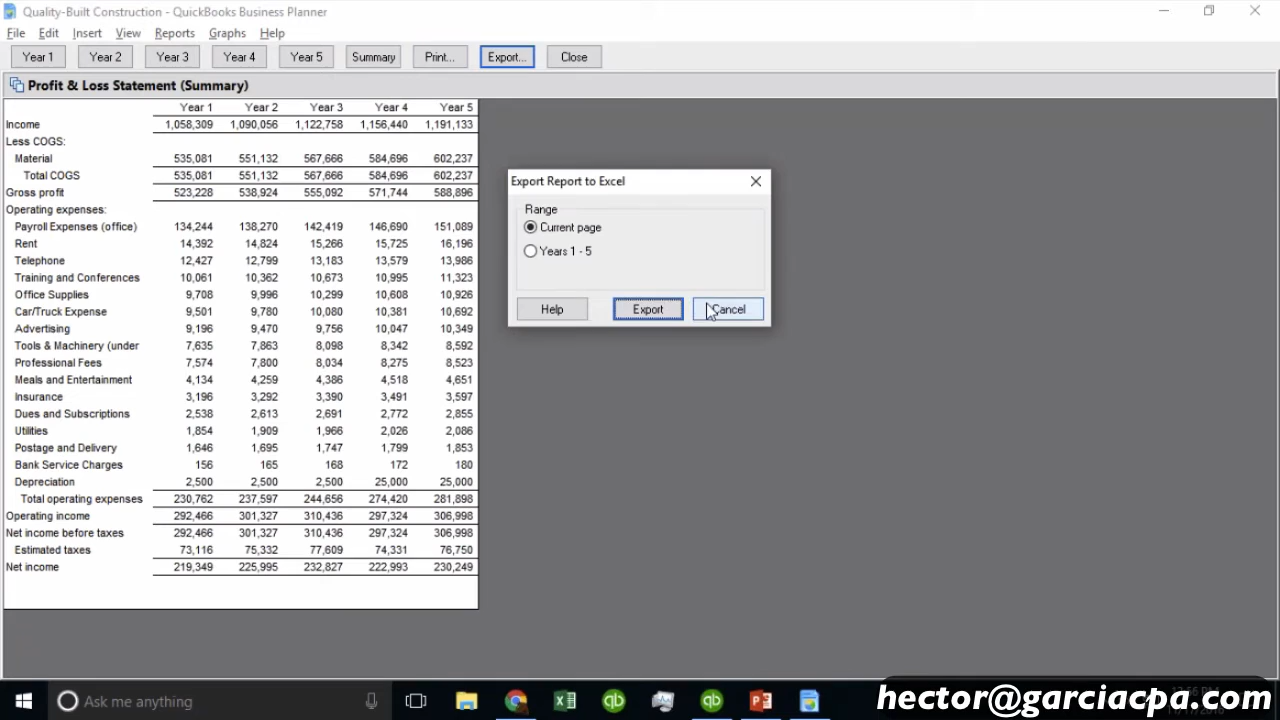 Quality-Built Construction - QuickBooks Business Planner
File Edit Insert View Reports Graphs Help
Year 1 Year 2 Year 3 Year 4 Year 5 Summary Print... Export... Close
Profit & Loss Statement (Summary)
Year 1 Year 2 Year 3 Year 4 Year 5
Income 1,058,309 1,090,056 1,122,758 1,156,440 1,191,133
Less COGS:
Material 535,081 551,132 567,666 584,696 602,237
Total COGS 535,081 551,132 567,666 584,696 602,237
Gross profit 523,228 538,924 555,092 571,744 588,896
Operating expenses:
Payroll Expenses (office) 134,244 138,270 142,419 146,690 151,089
Rent 14,392 14,824 15,266 15,725 16,196
Telephone 12,427 12,799 13,183 13,579 13,986
Training and Conferences 10,061 10,362 10,673 10,995 11,323
Office Supplies 9,708 9,996 10,299 10,608 10,926
Car/Truck Expense 9,501 9,780 10,080 10,381 10,692
Advertising 9,196 9,470 9,756 10,047 10,349
Tools & Machinery (under 7,635 7,863 8,098 8,342 8,592
Professional Fees 7,574 7,800 8,034 8,275 8,523
Meals and Entertainment 4,134 4,259 4,386 4,518 4,651
Insurance 3,196 3,292 3,390 3,491 3,597
Dues and Subscriptions 2,538 2,613 2,691 2,772 2,855
Utilities 1,854 1,909 1,966 2,026 2,086
Postage and Delivery 1,646 1,695 1,747 1,799 1,853
Bank Service Charges 156 165 168 172 180
Depreciation 2,500 2,500 2,500 25,000 25,000
Total operating expenses 230,762 237,597 244,656 274,420 281,898
Operating income 292,466 301,327 310,436 297,324 306,998
Net income before taxes 292,466 301,327 310,436 297,324 306,998
Estimated taxes 73,116 75,332 77,609 74,331 76,750
Net income 219,349 225,995 232,827 222,993 230,249
Export Report to Excel
Range
Current page
Years 1 - 5
Help Export Cancel
Ask me anything
hector@garciacpa.com